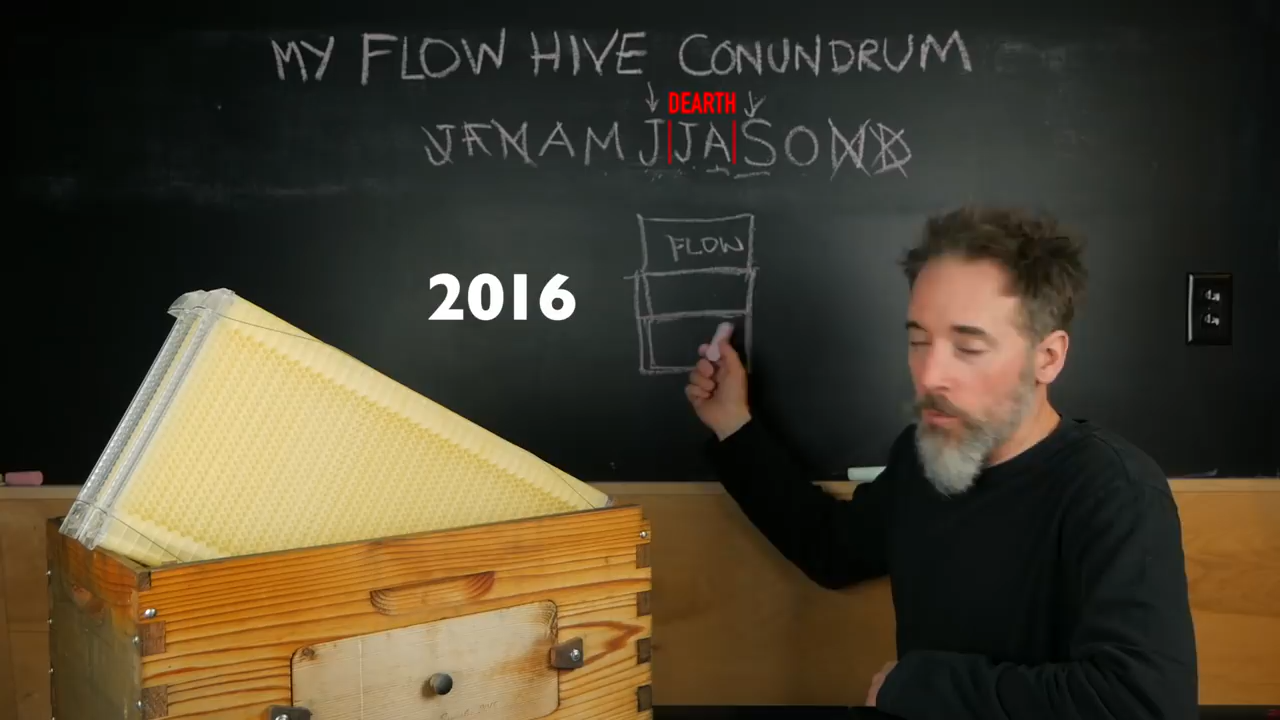 MY FLOW HIVE CONUNDRUM
DEARTH
JFMAMJJASOND
FLOW
2016